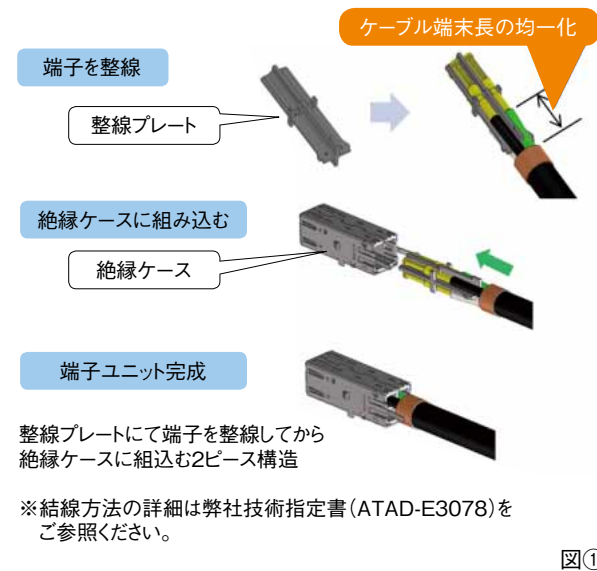 ケーブル端末長の均一化
端子を整線
整線プレート
絶縁ケースに組み込む
絶縁ケース
端子ユニット完成
整線プレートにて端子を整線してから
絶縁ケースに組込む2ピース構造
※結線方法の詳細は弊社技術指定書(ATAD-E3078)を
ご参照ください。
図①